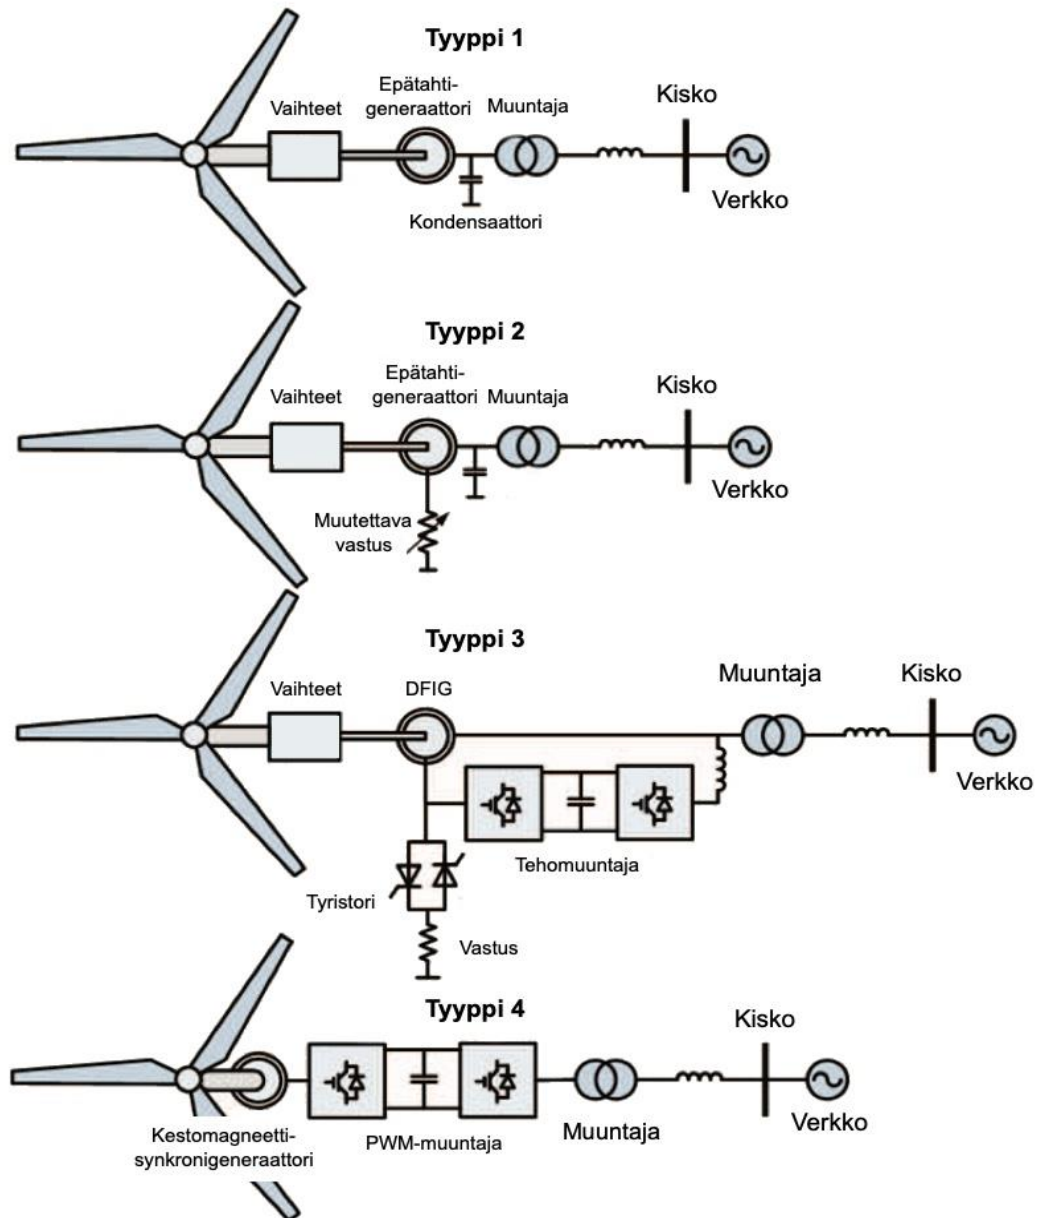 Tyyppi 1
Epätahti-
generaattori
Vaihteet
Muuntaja
Kisko
Verkko
Kondensaattori
Tyyppi 2
Epätahti-
generaattori
Vaihteet
Muuntaja
Kisko
Verkko
Muutettava
vastus
Tyyppi 3
Vaihteet
DFIG
Muuntaja
Kisko
Verkko
Tehomuuntaja
Tyristori
Vastus
Tyyppi 4
Kisko
Verkko
Muuntaja
PWM-muuntaja
Kestomagneetti-
synkronigeneraattori